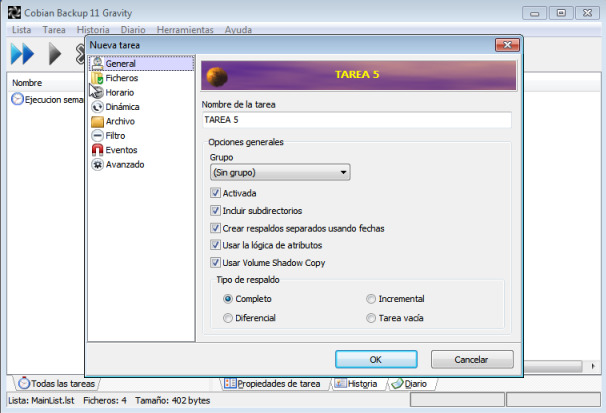 Cobian Backup 11 Gravity
Lista Tarea Historia Diario Herramientas Ayuda
Nueva tarea
General
Ficheros
Horario
Dinámica
Archivo
Filtro
Eventos
Avanzado
Nombre
Ejecucion sema
TAREA 5
Nombre de la tarea
TAREA 5
Opciones generales
Grupo
(Sin grupo)
Activada
Incluir subdirectorios
Crear respaldos separados usando fechas
Usar la lógica de atributos
Usar Volume Shadow Copy
Tipo de respaldo
Completo Incremental
Diferencial Tarea vacía
OK Cancelar
Todas las tareas Propiedades de tarea Historia Diario
Lista: MainList.lst Ficheros: 4 Tamaño: 402 bytes